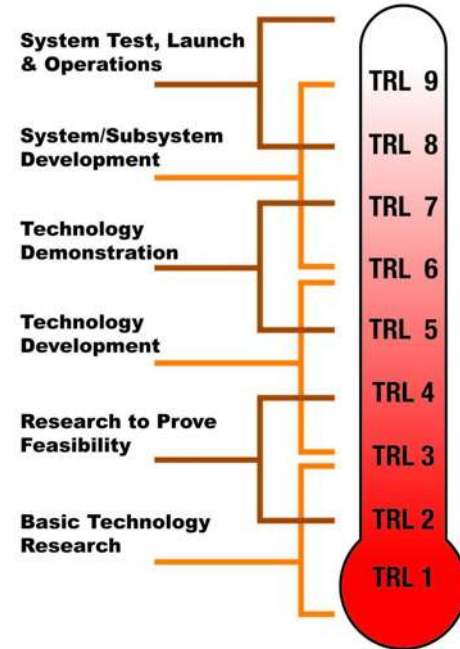 System Test, Launch
& Operations
System/Subsystem
Development
Technology
Demonstration
Technology
Development
Research to Prove
Feasibility
Basic Technology
Research
TRL 9
TRL 8
TRL 7
TRL 6
TRL 5
TRL 4
TRL 3
TRL 2
TRL 1